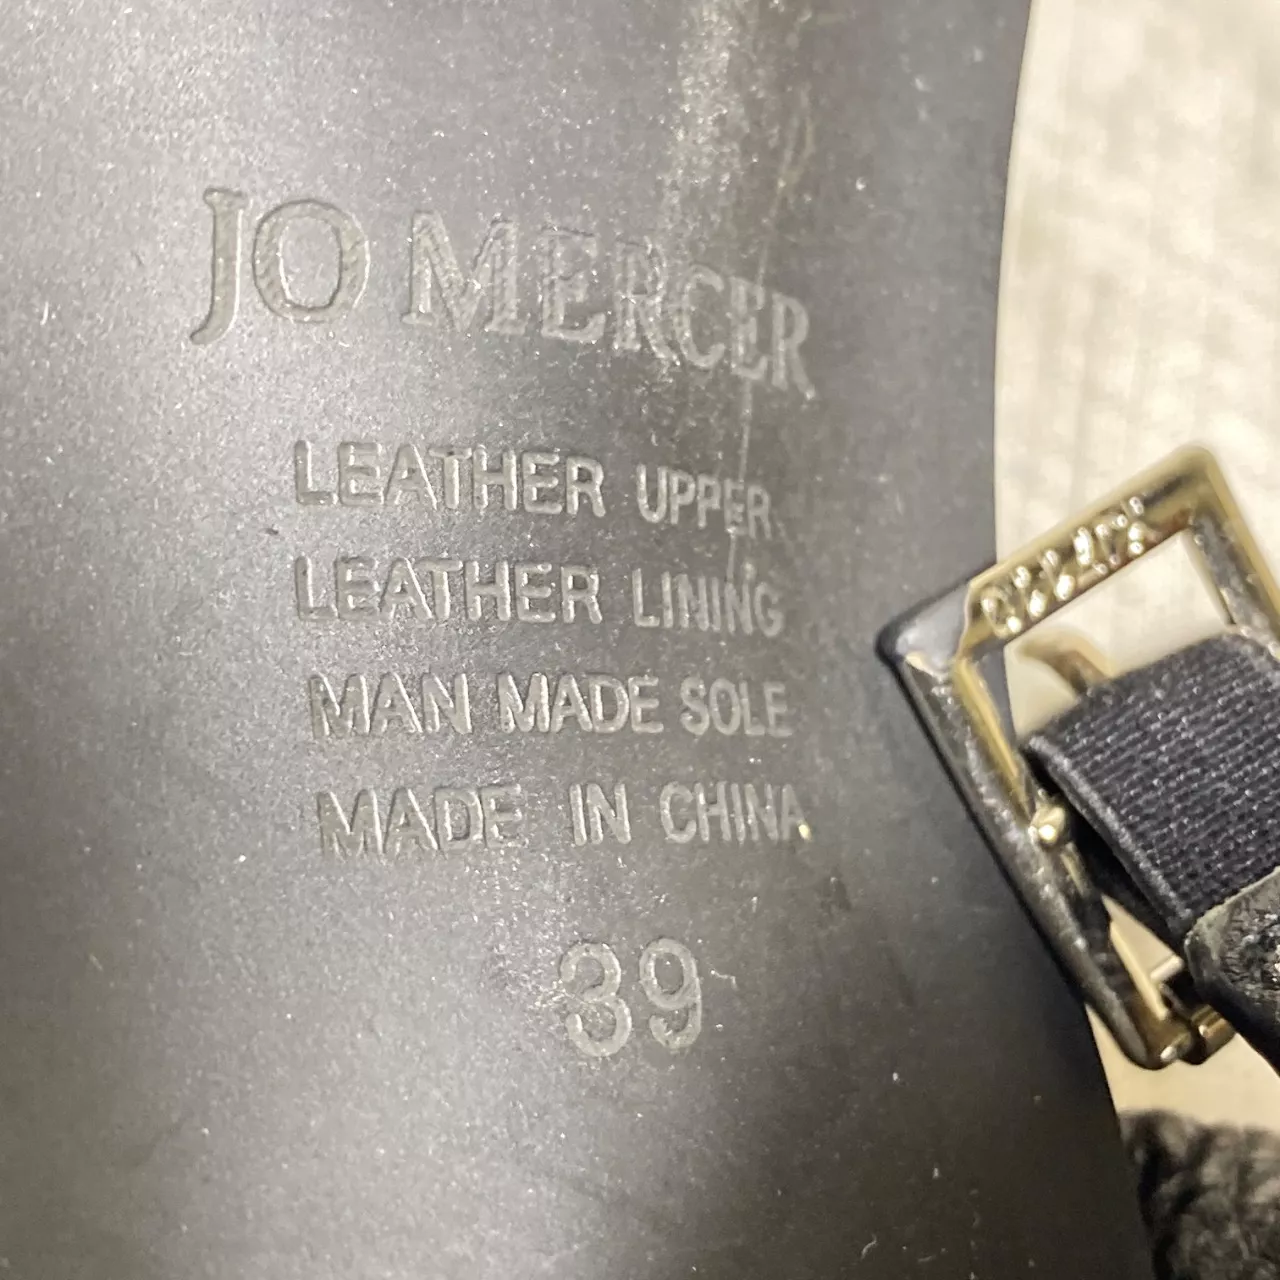 JO MERCER
LEATHER UPPER
LEATHER LINING
MAN MADE SOLE
MADE IN CHINA
39